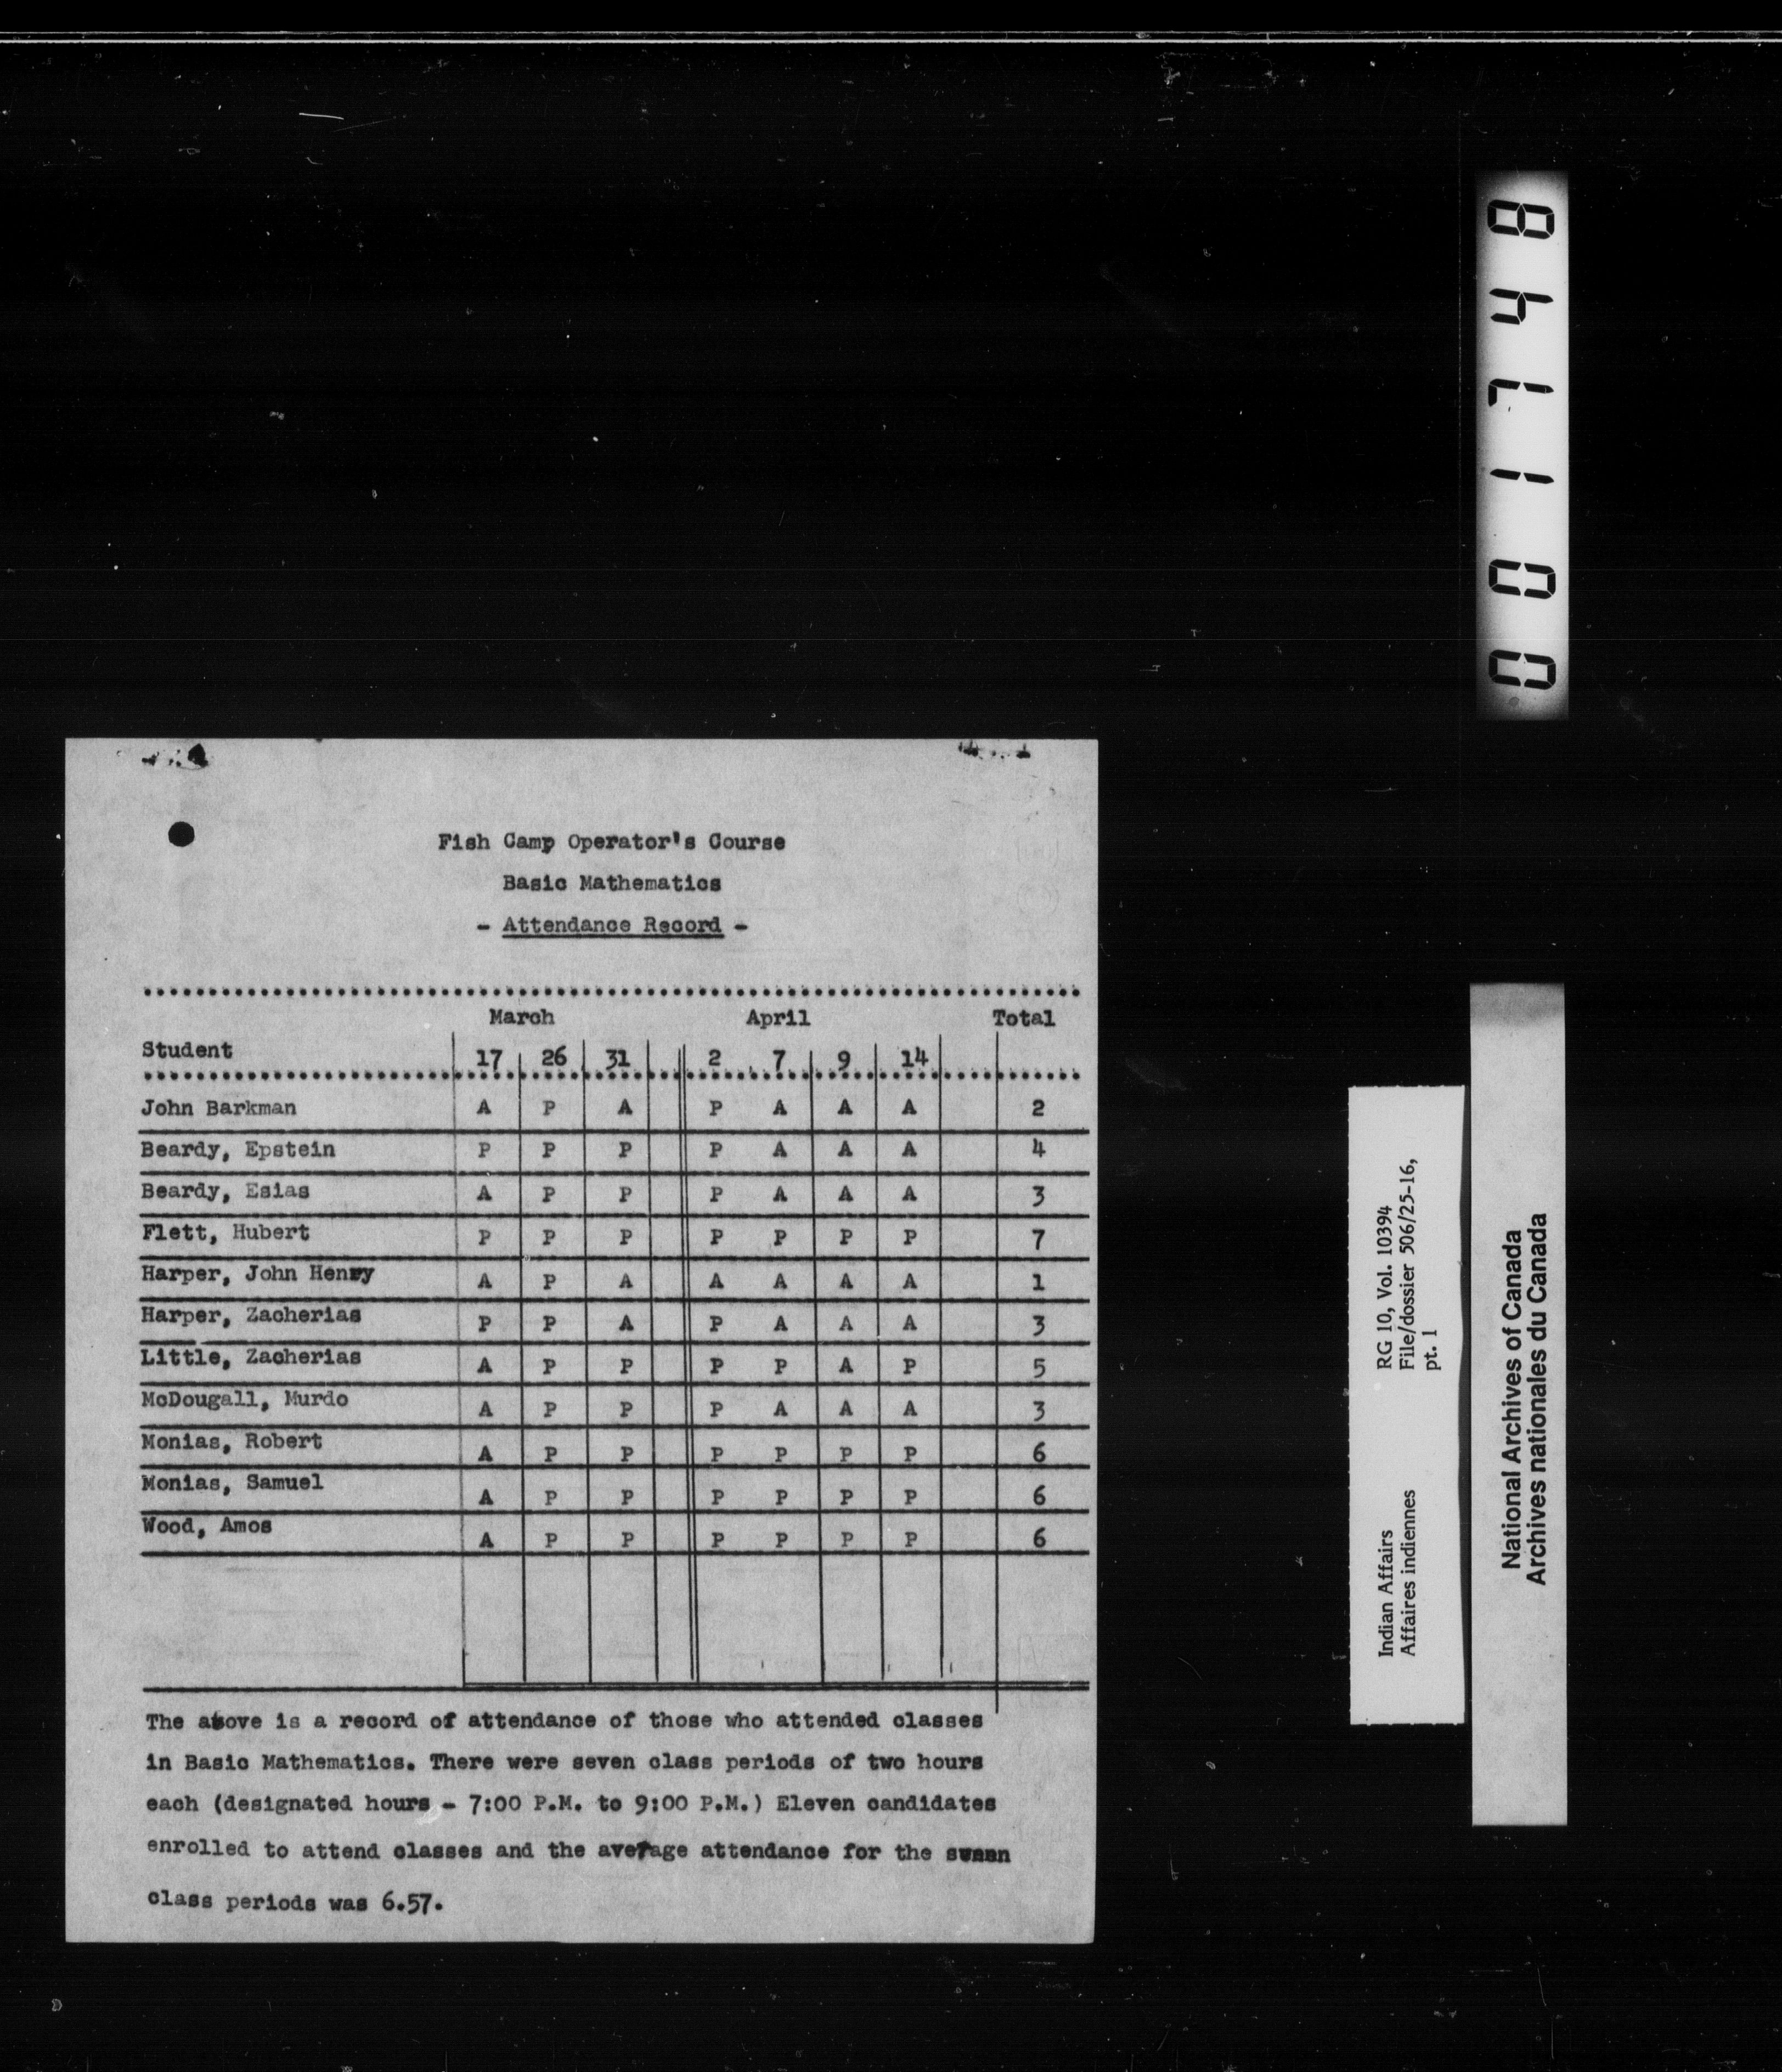 Fish Camp Operator's Course
Basic Mathematics
- Attendance Record -
March April Total
Student 17 26 31 2 7 9 14
John Barkman A P A P A A A 2
Beardy, Epstein P P P P A A A 4
Beardy, Esias A P P P A A A 3
Flett, Hubert P P P P P P P 7
Harper, John Henry A P A A A A A 1
Harper, Zacherias P P A P A A A 3
Little, Zacherias A P P P P A P 5
McDougall, Murdo A P P P A A A 3
Monias, Robert A P P P P P P 6
Monias, Samuel A P P P P P P 6
Wood, Amos A P P P P P P 6
The above is a record of attendance of those who attended classes
in Basic Mathematics. There were seven class periods of two hours
each (designated hours - 7:00 P.M. to 9:00 P.M.) Eleven candidates
enrolled to attend classes and the average attendance for the
class periods was 6.57.
001748
Indian Affairs RG 10, Vol. 10394
Affaires indiennes File/dossier 506/25-16,
pt. 1
National Archives of Canada
Archives nationales du Canada